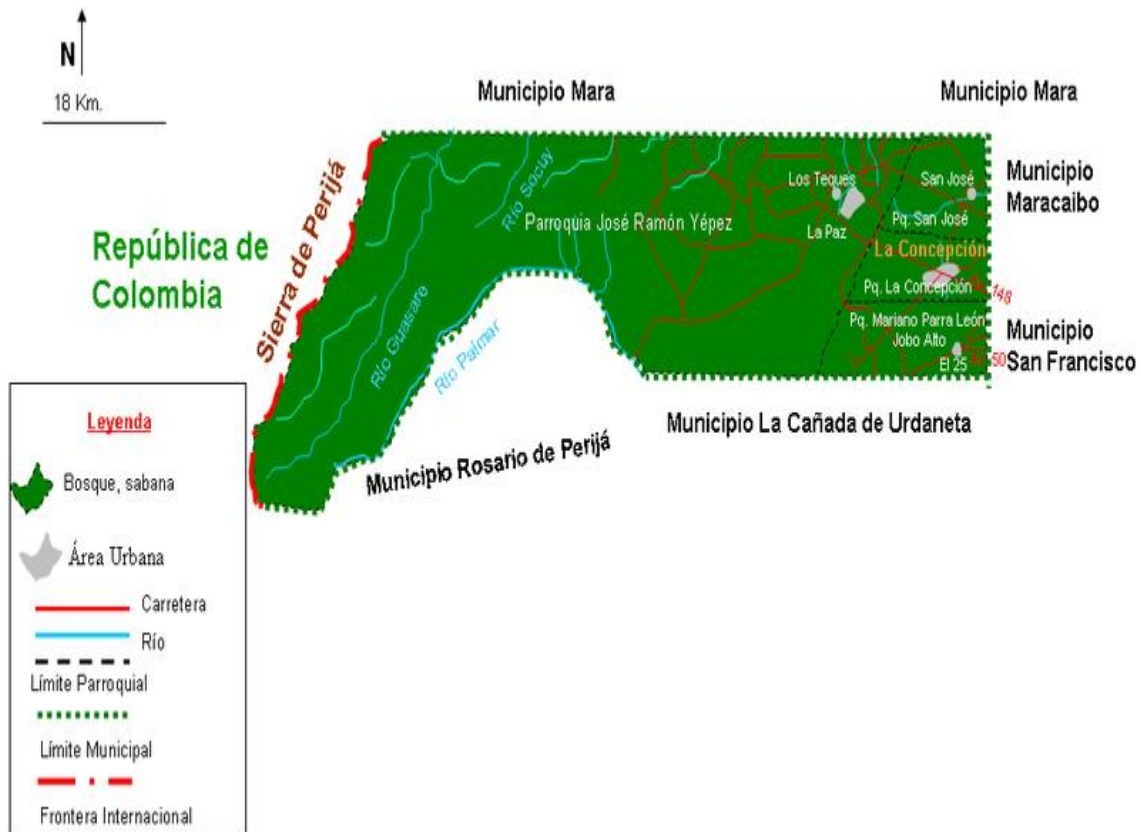 N
18 Km.
Municipio Mara
Municipio Mara
Municipio
Maracaibo
República de
Colombia
Sierra de Perijá
Río Socuy
Río Guasare
Río Palmar
Parroquia José Ramón Yépez
Los Teques
La Paz
San José
Pq. San José
La Concepción
Pq. La Concepción
148
Pq. Mariano Parra León
Jobo Alto
El 25
50
Municipio
San Francisco
Municipio La Cañada de Urdaneta
Municipio Rosario de Perijá
Leyenda
Bosque, sabana
Área Urbana
Carretera
Río
Límite Parroquial
Límite Municipal
Frontera Internacional